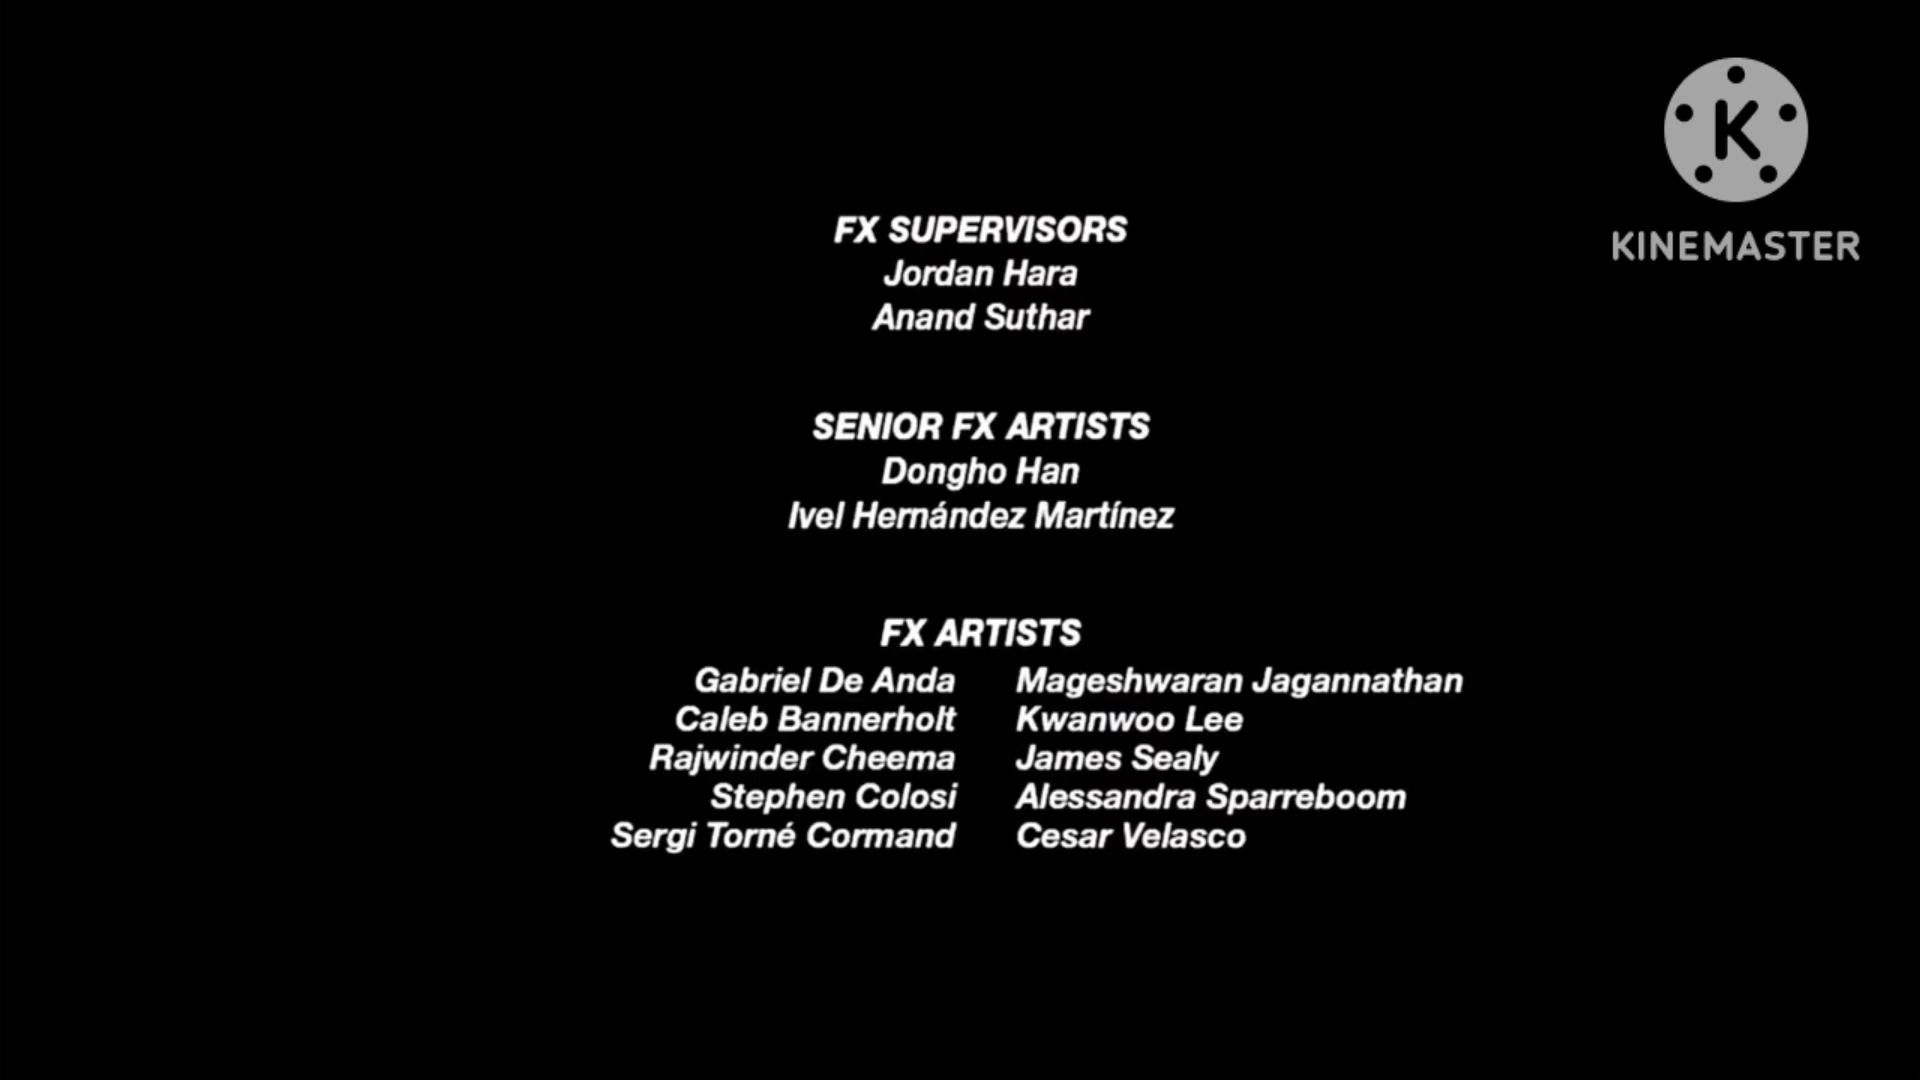 K
KINEMASTER
FX SUPERVISORS
Jordan Hara
Anand Suthar
SENIOR FX ARTISTS
Dongho Han
Ivel Hernández Martínez
FX ARTISTS
Gabriel De Anda Mageshwaran Jagannathan
Caleb Bannerholt Kwanwoo Lee
Rajwinder Cheema James Sealy
Stephen Colosi Alessandra Sparreboom
Sergi Torné Cormand Cesar Velasco